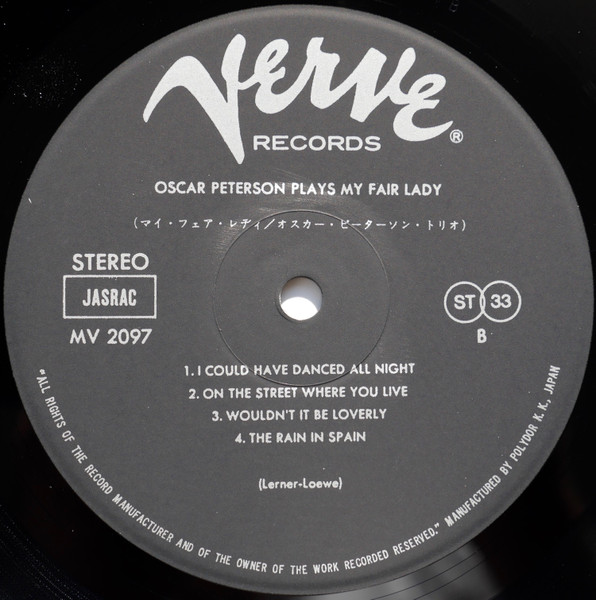 Verve
RECORDS ®
OSCAR PETERSON PLAYS MY FAIR LADY
(マイ・フェア・レディ/オスカー・ピーターソン・トリオ)
STEREO
JASRAC
MV 2097
ST 33
B
1. I COULD HAVE DANCED ALL NIGHT
2. ON THE STREET WHERE YOU LIVE
3. WOULDN'T IT BE LOVERLY
4. THE RAIN IN SPAIN
(Lerner-Loewe)
"ALL RIGHTS OF THE RECORD MANUFACTURER AND OF THE OWNER OF THE WORK RECORDED RESERVED." MANUFACTURED BY POLYDOR K. K., JAPAN